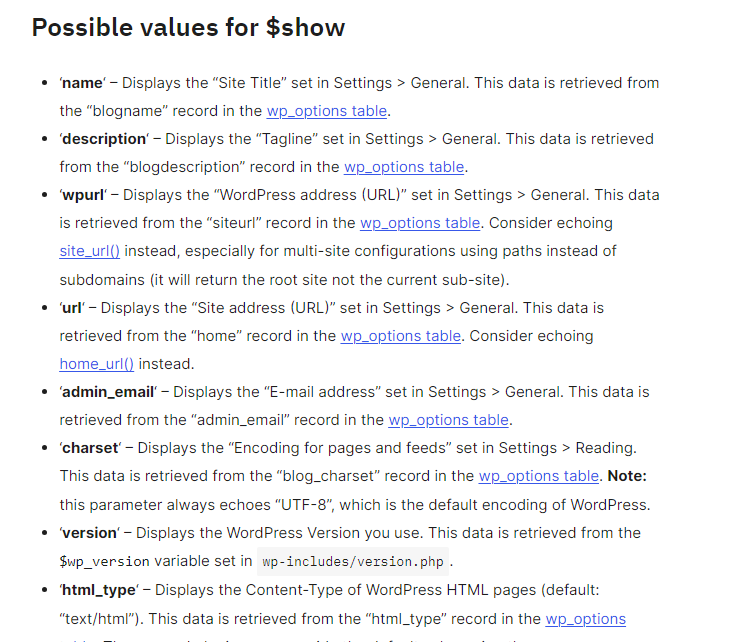 Possible values for $show
• ‘name‘ – Displays the “Site Title” set in Settings > General. This data is retrieved from
the “blogname” record in the wp_options table.
• ‘description‘ – Displays the “Tagline” set in Settings > General. This data is retrieved
from the “blogdescription” record in the wp_options table.
• ‘wpurl‘ – Displays the “WordPress address (URL)” set in Settings > General. This data
is retrieved from the “siteurl” record in the wp_options table. Consider echoing
site_url() instead, especially for multi-site configurations using paths instead of
subdomains (it will return the root site not the current sub-site).
• ‘url‘ – Displays the “Site address (URL)” set in Settings > General. This data is
retrieved from the “home” record in the wp_options table. Consider echoing
home_url() instead.
• ‘admin_email‘ – Displays the “E-mail address” set in Settings > General. This data is
retrieved from the “admin_email” record in the wp_options table.
• ‘charset‘ – Displays the “Encoding for pages and feeds” set in Settings > Reading.
This data is retrieved from the “blog_charset” record in the wp_options table. Note:
this parameter always echoes “UTF-8”, which is the default encoding of WordPress.
• ‘version‘ – Displays the WordPress Version you use. This data is retrieved from the
$wp_version variable set in wp-includes/version.php .
• ‘html_type‘ – Displays the Content-Type of WordPress HTML pages (default:
“text/html”). This data is retrieved from the “html_type” record in the wp_options